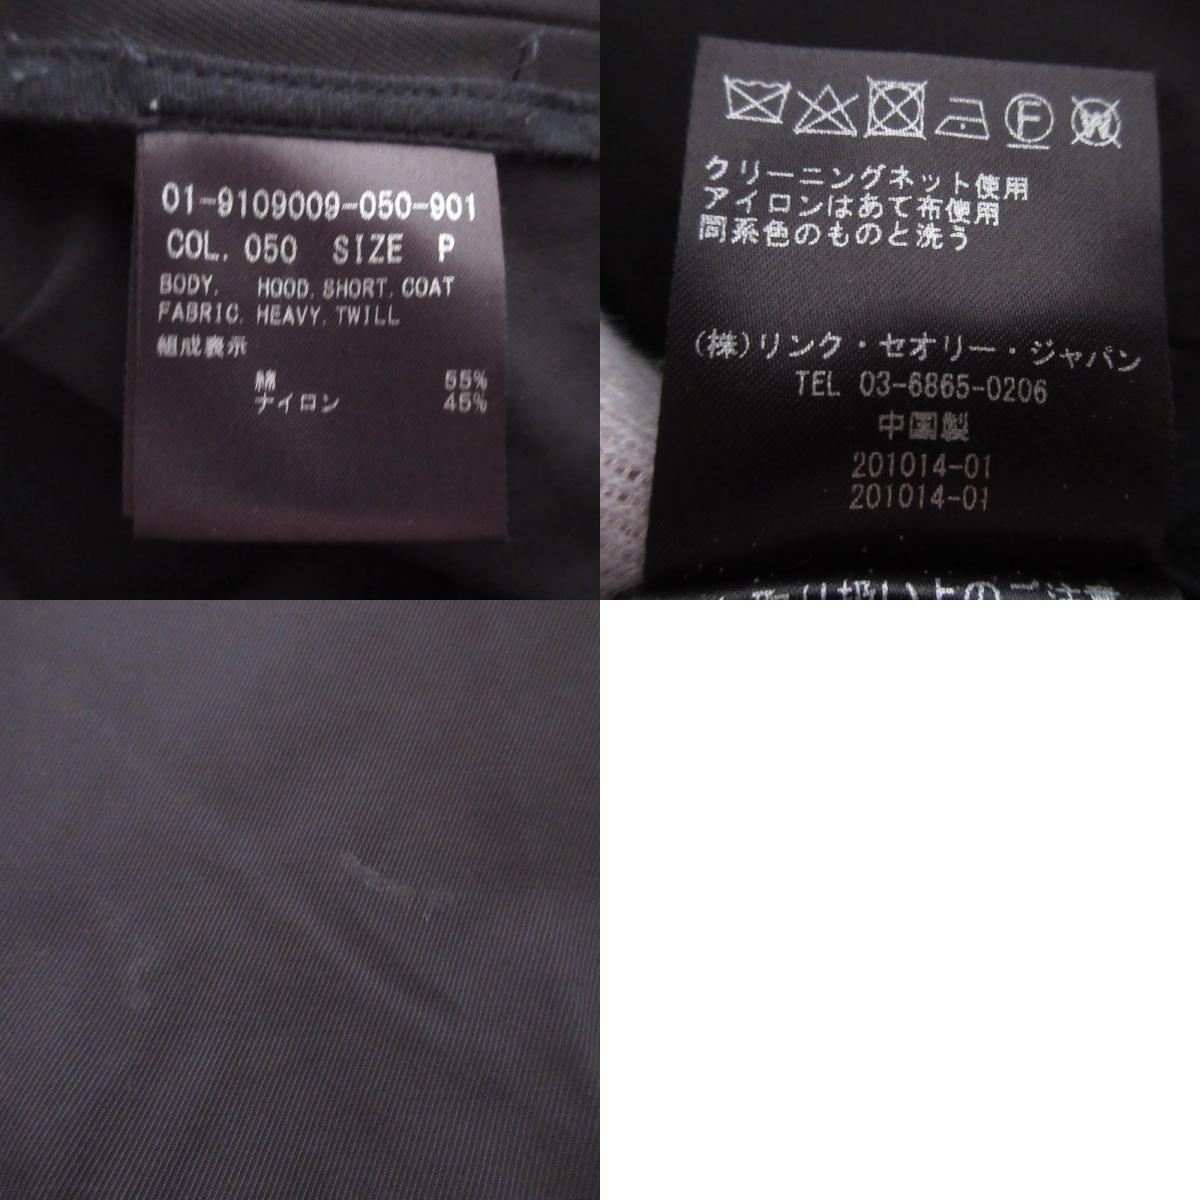 01-9109009-050-901
COL. 050 SIZE P
BODY. HOOD.SHORT.COAT
FABRIC. HEAVY.TWILL
組成表示
綿 55%
ナイロン 45%
F
W
クリーニングネット使用
アイロンはあて布使用
同系色のものと洗う
(株)リンク・セオリー・ジャパン
TEL 03-6865-0206
中国製
201014-01
201014-01